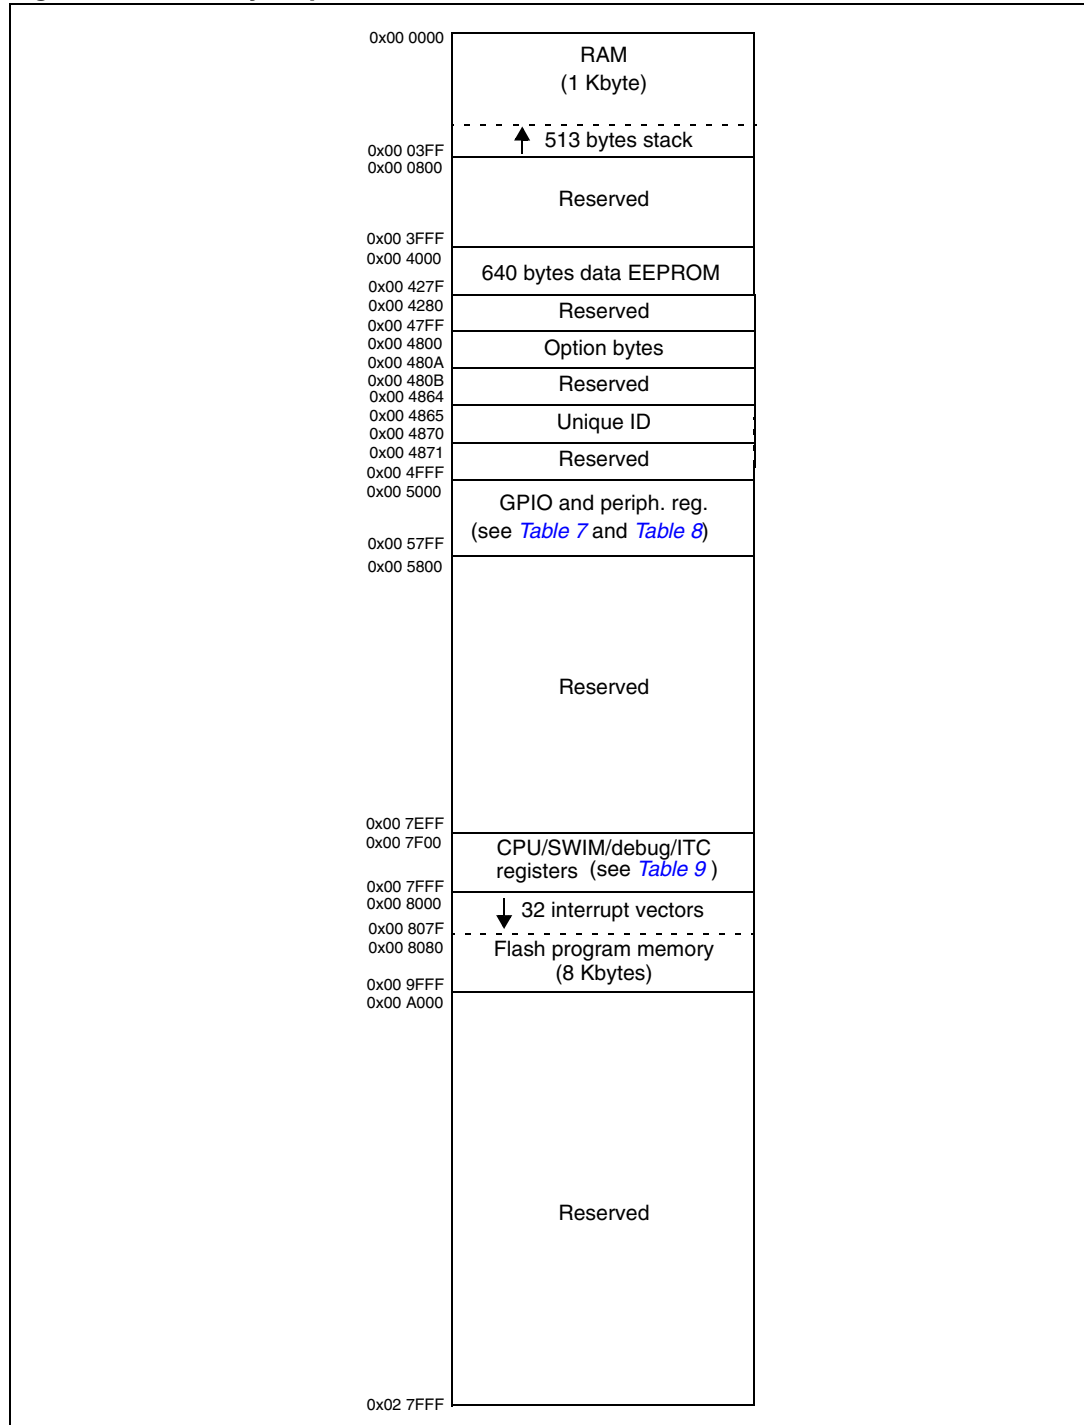 0x00 0000
RAM
(1 Kbyte)
513 bytes stack
0x00 03FF
0x00 0800
Reserved
0x00 3FFF
0x00 4000
640 bytes data EEPROM
0x00 427F
0x00 4280
Reserved
0x00 47FF
0x00 4800
Option bytes
0x00 480A
0x00 480B
Reserved
0x00 4864
0x00 4865
Unique ID
0x00 4870
0x00 4871
Reserved
0x00 4FFF
0x00 5000
GPIO and periph. reg.
(see Table 7 and Table 8)
0x00 57FF
0x00 5800
Reserved
0x00 7EFF
0x00 7F00
CPU/SWIM/debug/ITC
registers (see Table 9 )
0x00 7FFF
0x00 8000
32 interrupt vectors
0x00 807F
0x00 8080
Flash program memory
(8 Kbytes)
0x00 9FFF
0x00 A000
Reserved
0x02 7FFF